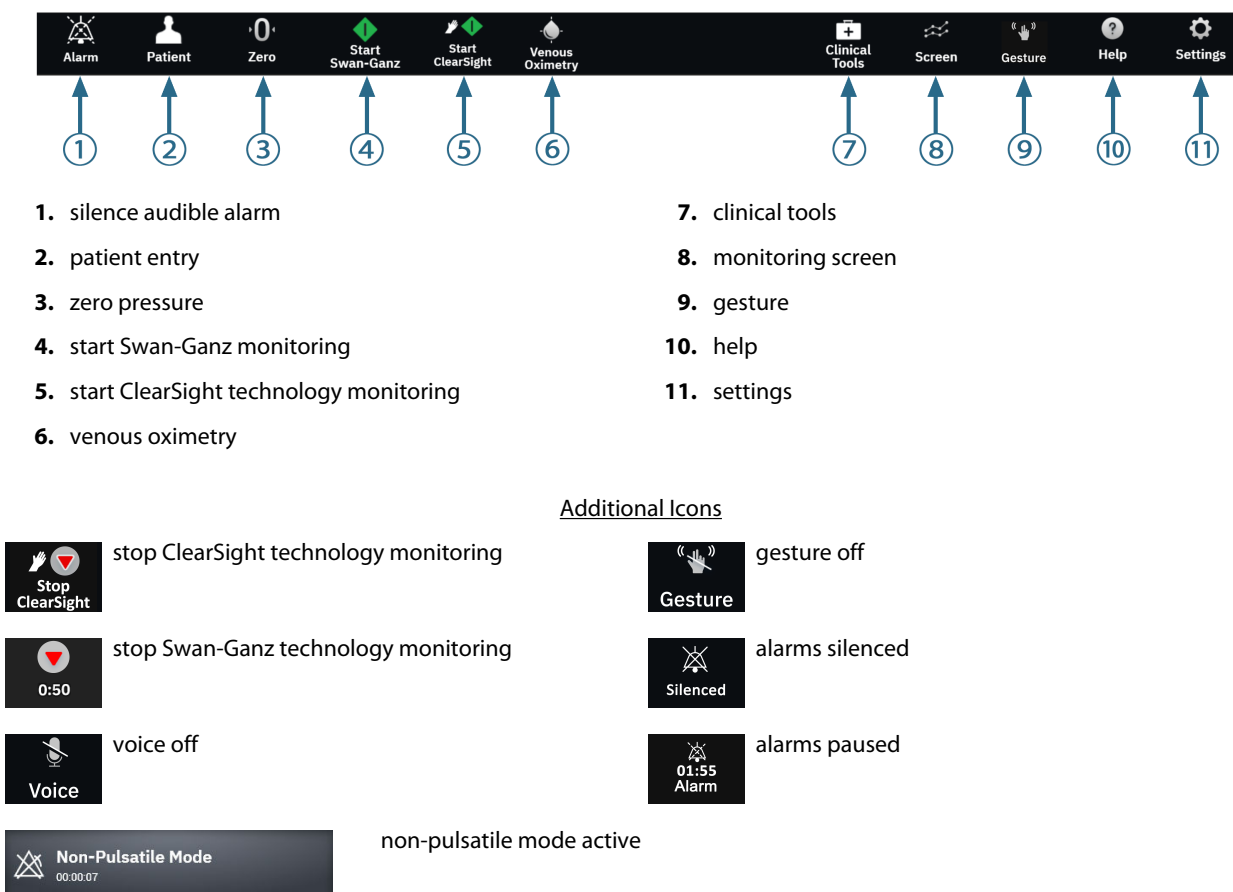 Alarm
Patient
0
Zero
Start
Swan-Ganz
Start
ClearSight
Venous
Oximetry
Clinical
Tools
Screen
Gesture
?
Help
Settings
1
2
3
4
5
6
7
8
9
10
11
1. silence audible alarm
2. patient entry
3. zero pressure
4. start Swan-Ganz monitoring
5. start ClearSight technology monitoring
6. venous oximetry
7. clinical tools
8. monitoring screen
9. gesture
10. help
11. settings
Additional Icons
Stop
ClearSight
stop ClearSight technology monitoring
Gesture
gesture off
0:50
stop Swan-Ganz technology monitoring
Silenced
alarms silenced
Voice
voice off
01:55
Alarm
alarms paused
Non-Pulsatile Mode
00:00:07
non-pulsatile mode active